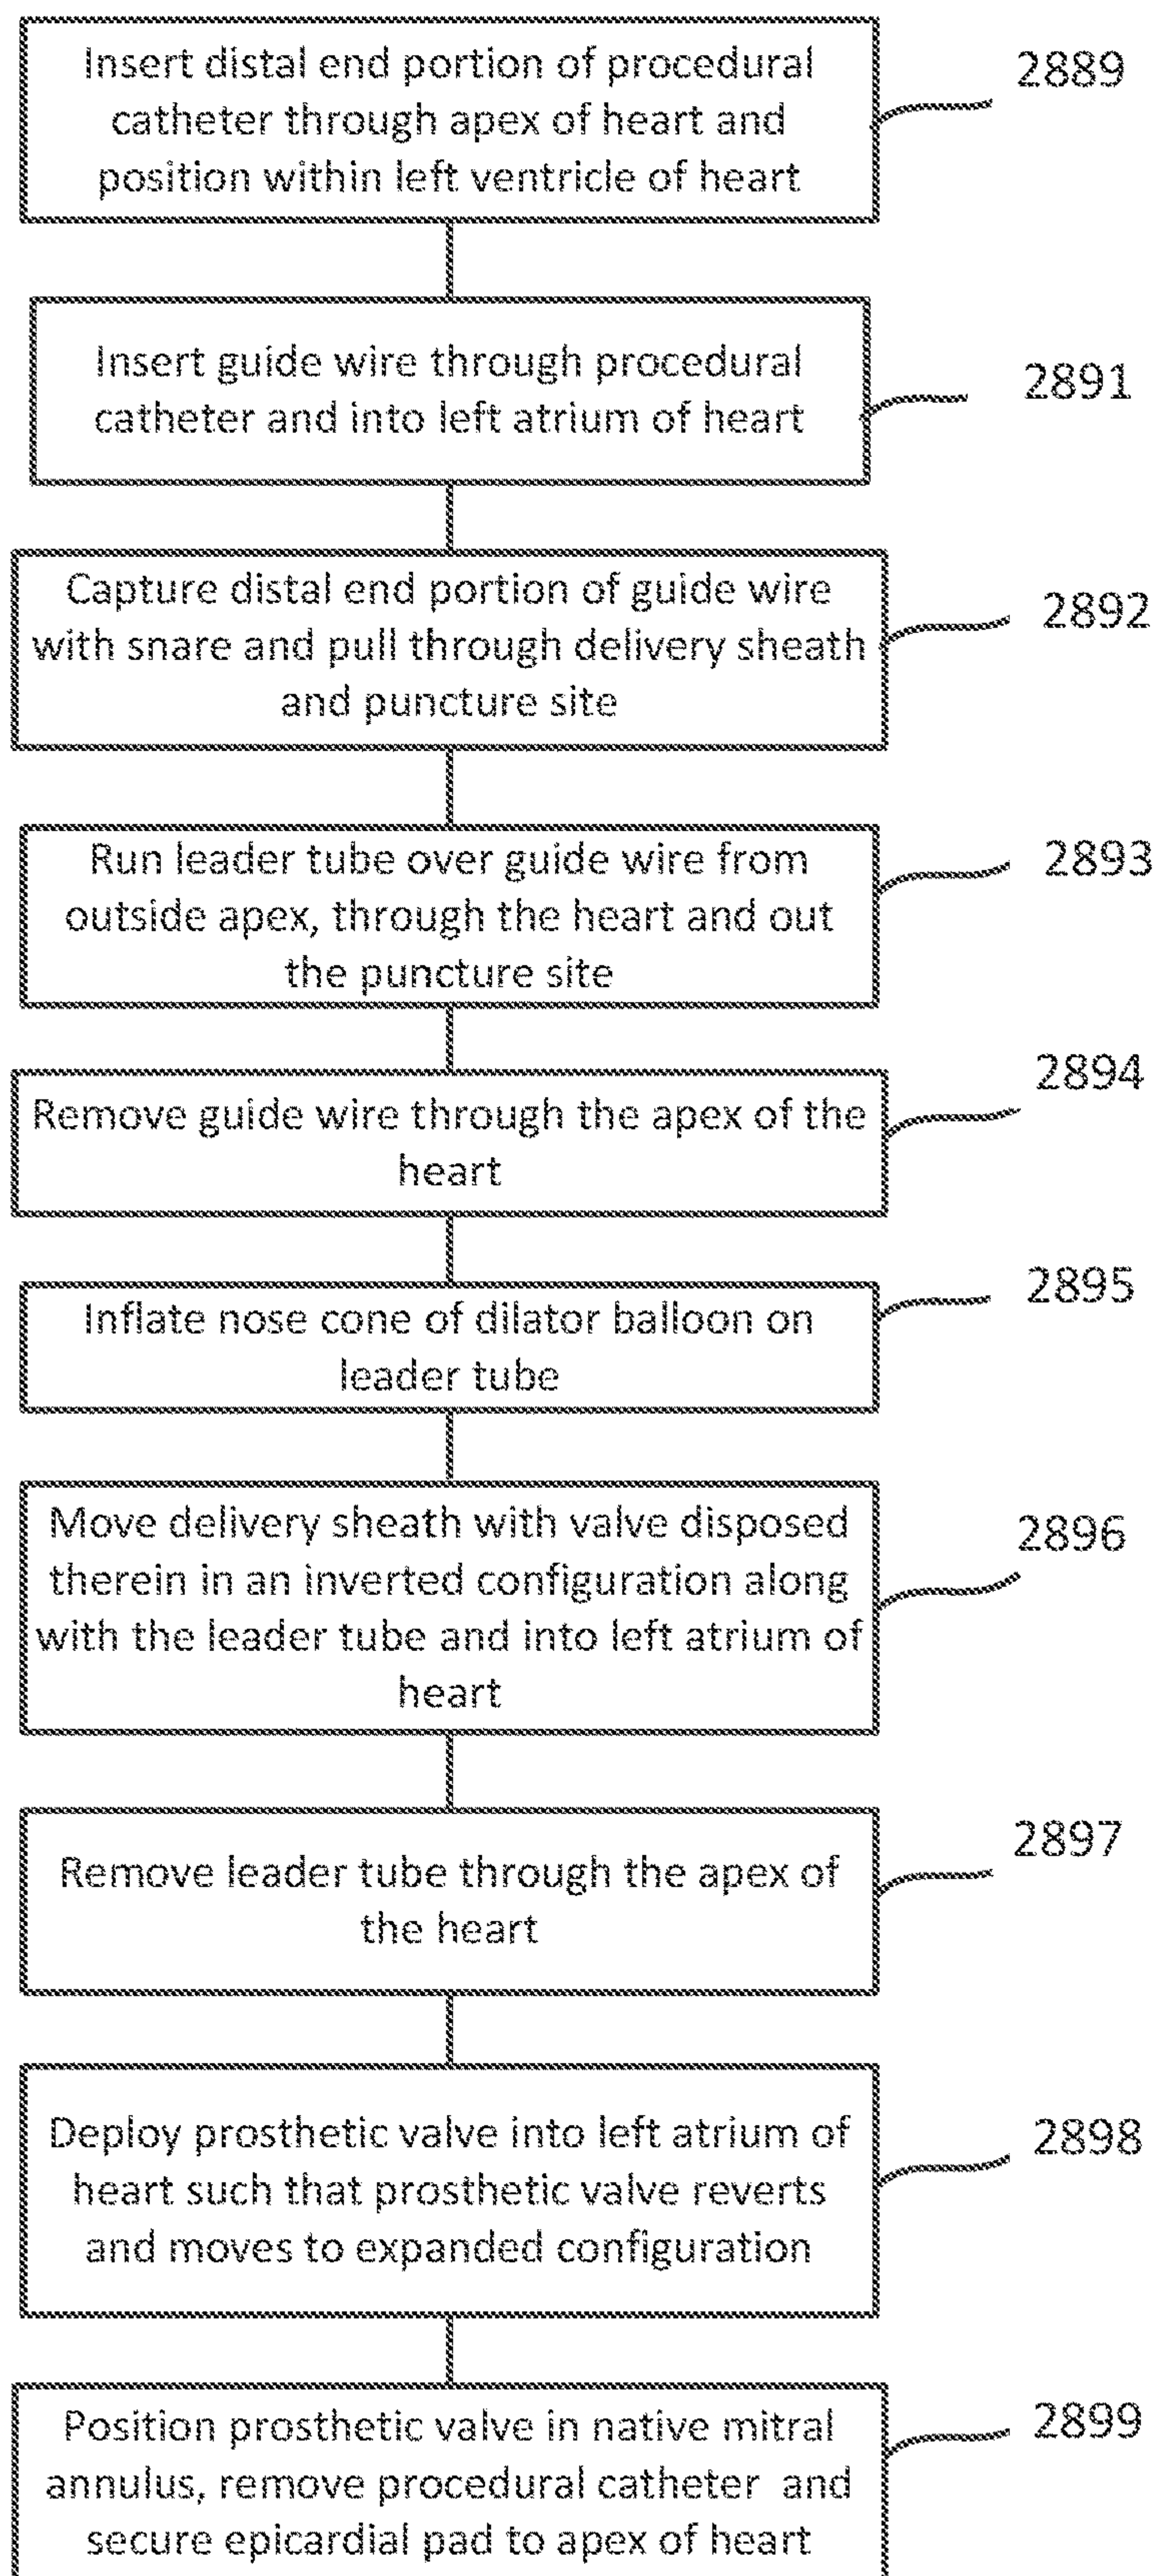 Insert distal end portion of procedural
catheter through apex of heart and
position within left ventricle of heart
2889
Insert guide wire through procedural
catheter and into left atrium of heart
2891
Capture distal end portion of guide wire
with snare and pull through delivery sheath
and puncture site
2892
Run leader tube over guide wire from
outside apex, through the heart and out
the puncture site
2893
Remove guide wire through the apex of the
heart
2894
Inflate nose cone of dilator balloon on
leader tube
2895
Move delivery sheath with valve disposed
therein in an inverted configuration along
with the leader tube and into left atrium of
heart
2896
Remove leader tube through the apex of
the heart
2897
Deploy prosthetic valve into left atrium of
heart such that prosthetic valve reverts
and moves to expanded configuration
2898
Position prosthetic valve in native mitral
annulus, remove procedural catheter and
secure epicardial pad to apex of heart
2899